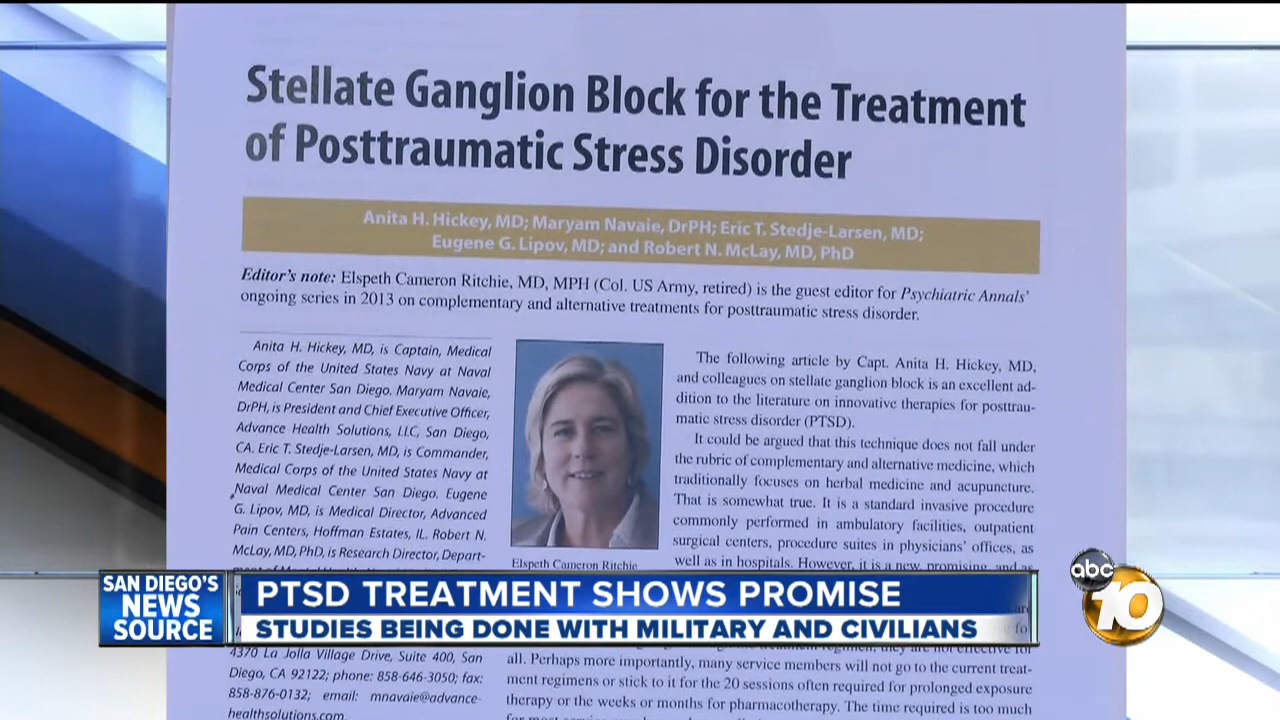 Stellate Ganglion Block for the Treatment
of Posttraumatic Stress Disorder
Anita H. Hickey, MD; Maryam Navaie, DrPH; Eric T. Stedje-Larsen, MD;
Eugene G. Lipov, MD; and Robert N. McLay, MD, PhD
Editor's note: Elspeth Cameron Ritchie, MD, MPH (Col. US Army, retired) is the guest editor for Psychiatric Annals'
ongoing series in 2013 on complementary and alternative treatments for posttraumatic stress disorder.
Anita H. Hickey, MD, is Captain, Medical
Corps of the United States Navy at Naval
Medical Center San Diego. Maryam Navaie,
DrPH, is President and Chief Executive Officer,
Advance Health Solutions, LLC, San Diego,
CA. Eric T. Stedje-Larsen, MD, is Commander,
Medical Corps of the United States Navy at
Naval Medical Center San Diego. Eugene
G. Lipov, MD, is Medical Director, Advanced
Pain Centers, Hoffman Estates, IL. Robert N.
McLay, MD, PhD, is Research Director, Depart-
4370 La Jolla Village Drive, Suite 400, San
Diego, CA 92122; phone: 858-646-3050; fax:
858-876-0132; email: mnavaie@advance-
healthsolutions.com.
Elspeth Cameron Ritchie
The following article by Capt. Anita H. Hickey, MD,
and colleagues on stellate ganglion block is an excellent ad-
dition to the literature on innovative therapies for posttrau-
matic stress disorder (PTSD).
It could be argued that this technique does not fall under
the rubric of complementary and alternative medicine, which
traditionally focuses on herbal medicine and acupuncture.
That is somewhat true. It is a standard invasive procedure
commonly performed in ambulatory facilities, outpatient
surgical centers, procedure suites in physicians' offices, as
well as in hospitals. However, it is a new, promising, and as
all. Perhaps more importantly, many service members will not go to the current treat-
ment regimens or stick to it for the 20 sessions often required for prolonged exposure
therapy or the weeks or months for pharmacotherapy. The time required is too much
SAN DIEGO'S
NEWS
SOURCE
PTSD TREATMENT SHOWS PROMISE
STUDIES BEING DONE WITH MILITARY AND CIVILIANS
abc
10